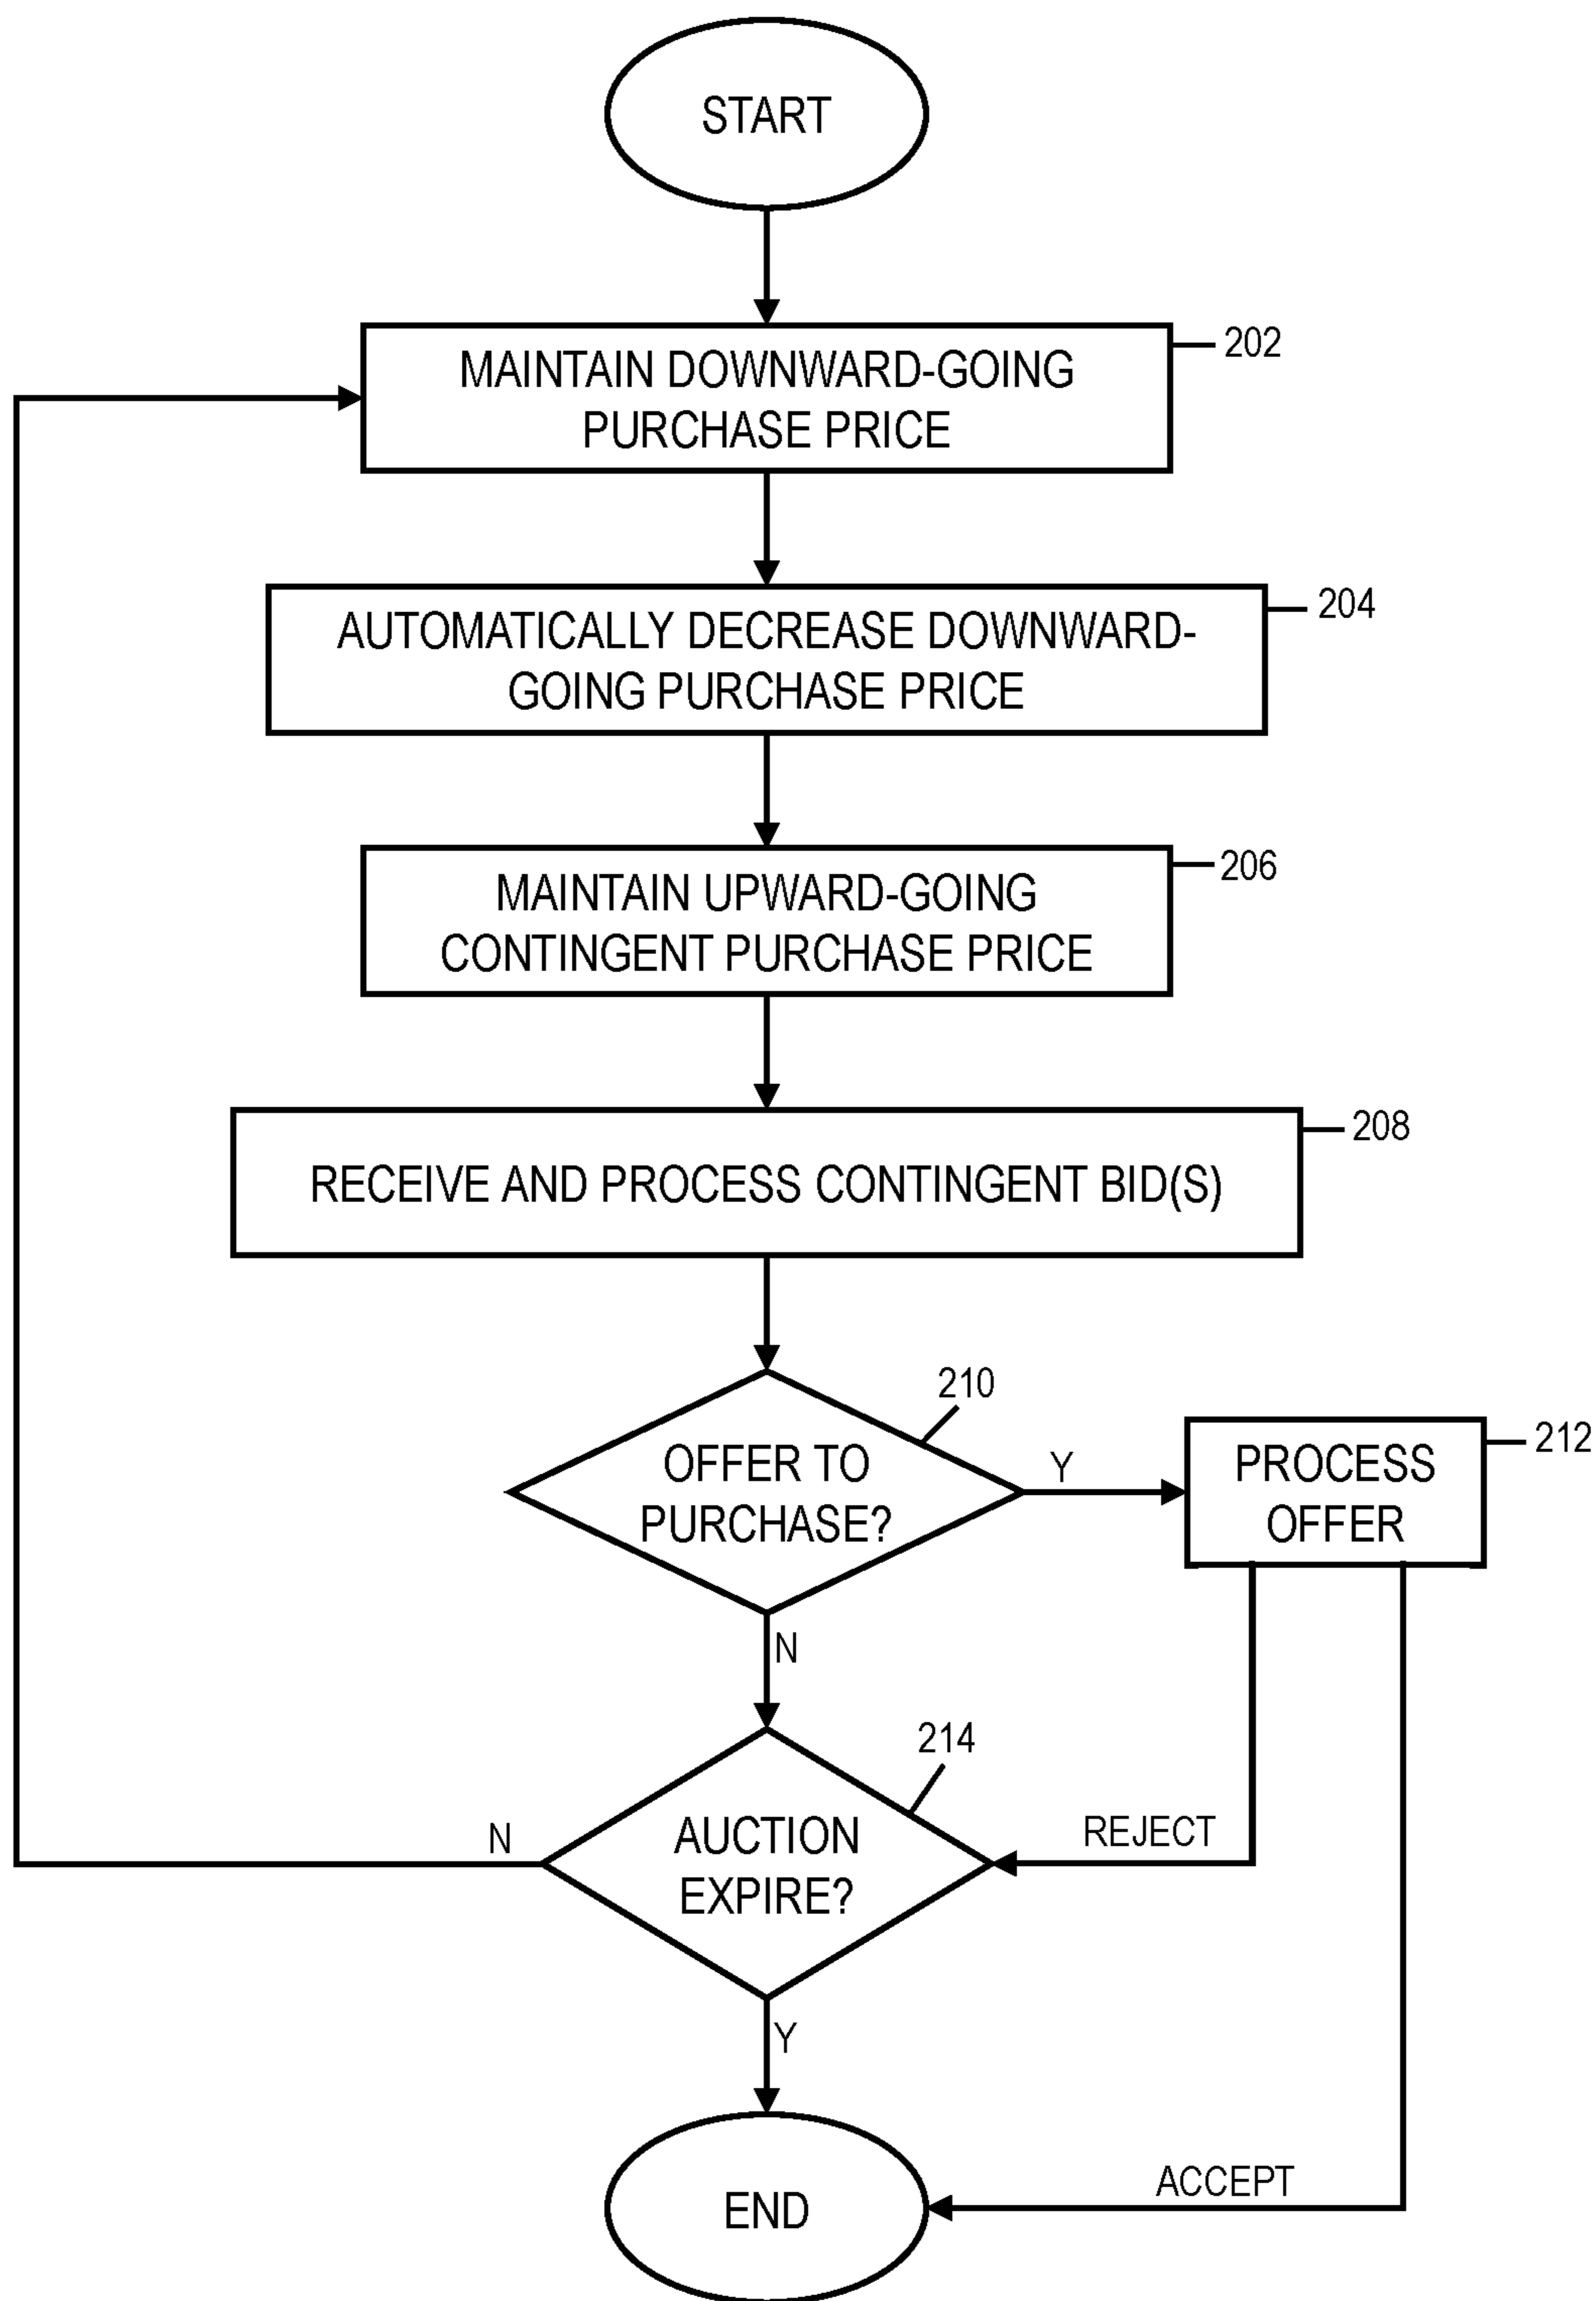 START
202
MAINTAIN DOWNWARD-GOING
PURCHASE PRICE
204
AUTOMATICALLY DECREASE DOWNWARD-
GOING PURCHASE PRICE
206
MAINTAIN UPWARD-GOING
CONTINGENT PURCHASE PRICE
208
RECEIVE AND PROCESS CONTINGENT BID(S)
210
OFFER TO
PURCHASE?
Y
212
PROCESS
OFFER
N
214
AUCTION
EXPIRE?
N
REJECT
Y
ACCEPT
END